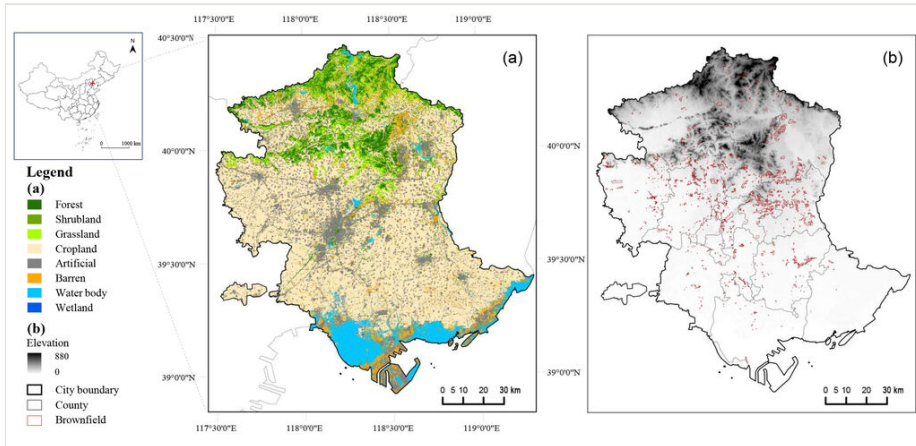 117°30'0"E 118°0'0"E 118°30'0"E 119°0'0"E
40°30'0"N
40°00'0"N
39°30'0"N
39°0'0"N
N
0 1000 km
(a)
(b)
Legend
(a)
Forest
Shrubland
Grassland
Cropland
Artificial
Barren
Water body
Wetland
(b)
Elevation
880
0
City boundary
County
Brownfield
0 5 10 20 30 km
0 5 10 20 30 km
40°30'0"N
40°00'0"N
39°30'0"N
39°0'0"N
117°30'0"E 118°0'0"E 118°30'0"E 119°0'0"E